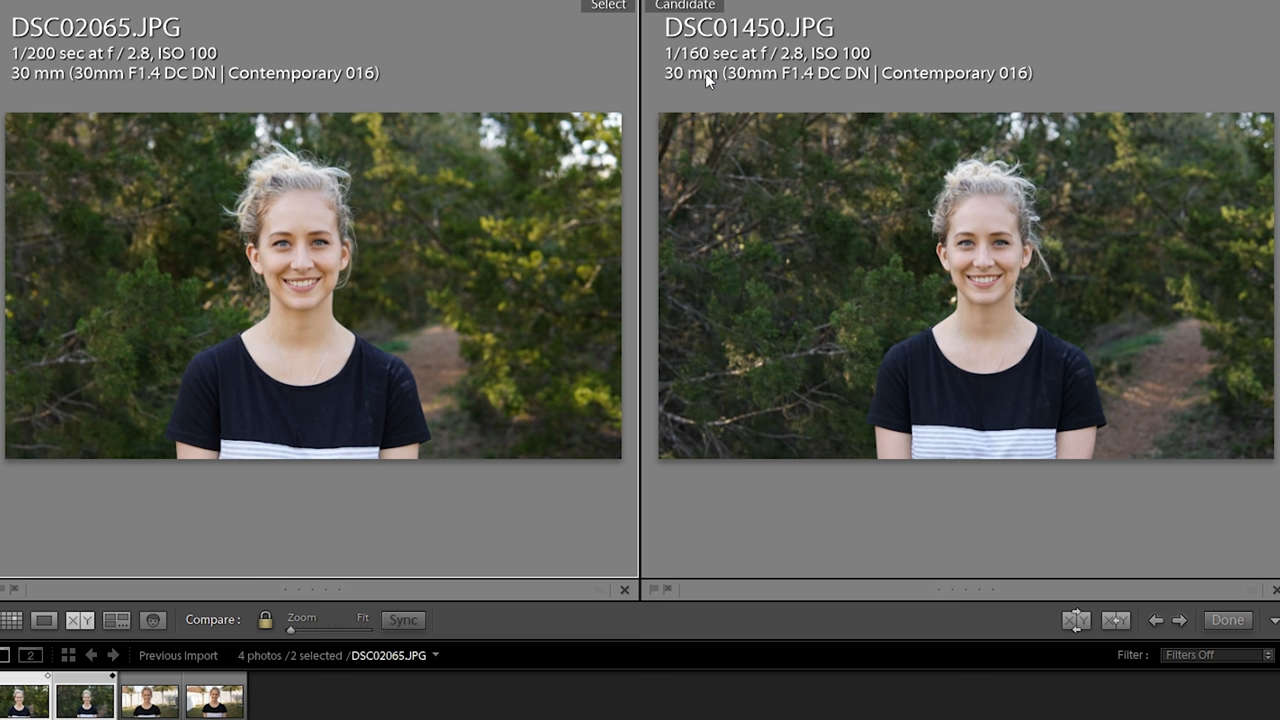 Select
Candidate
DSC02065.JPG
1/200 sec at f / 2.8, ISO 100
30 mm (30mm F1.4 DC DN | Contemporary 016)
DSC01450.JPG
1/160 sec at f / 2.8, ISO 100
30 mm (30mm F1.4 DC DN | Contemporary 016)
XY
Compare :
Zoom
Fit
Sync
XY
XY
Done
2
Previous Import
4 photos /2 selected /DSC02065.JPG
Filter :
Filters Off